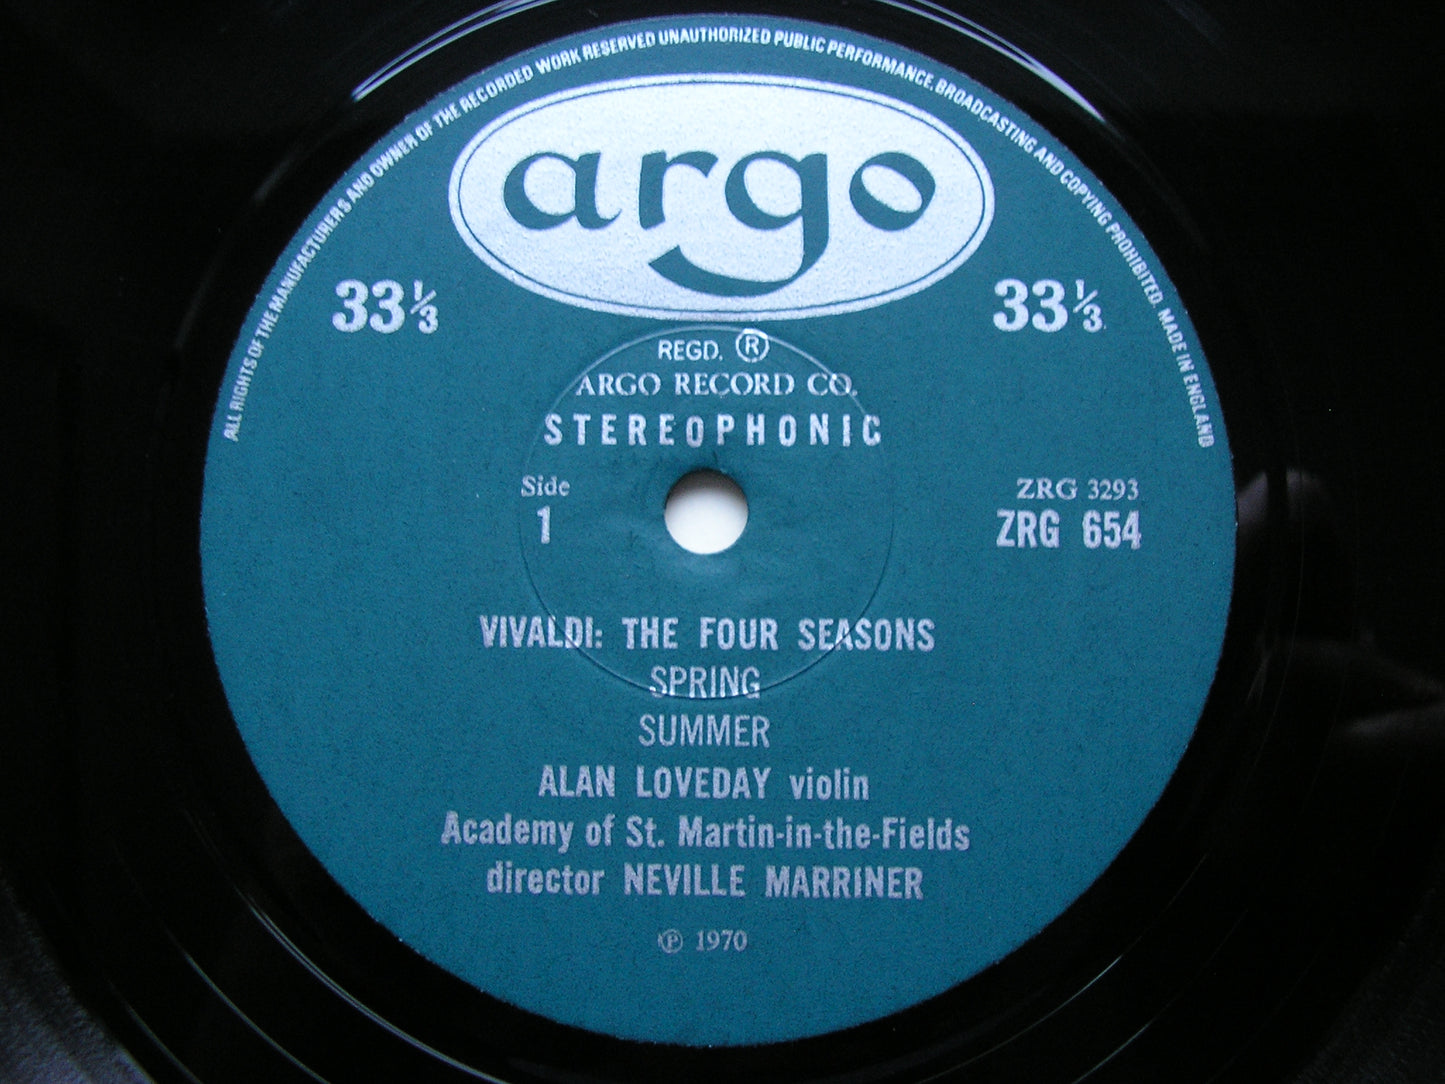 ALL RIGHTS OF THE MANUFACTURERS AND OWNER OF THE RECORDED WORK RESERVED UNAUTHORIZED PUBLIC PERFORMANCE, BROADCASTING AND COPYING PROHIBITED. MADE IN ENGLAND
argo
33⅓ 33⅓
REGD. ®
ARGO RECORD CO.
STEREOPHONIC
Side ZRG 3293
1 ZRG 654
VIVALDI: THE FOUR SEASONS
SPRING
SUMMER
ALAN LOVEDAY violin
Academy of St. Martin-in-the-Fields
director NEVILLE MARRINER
℗ 1970